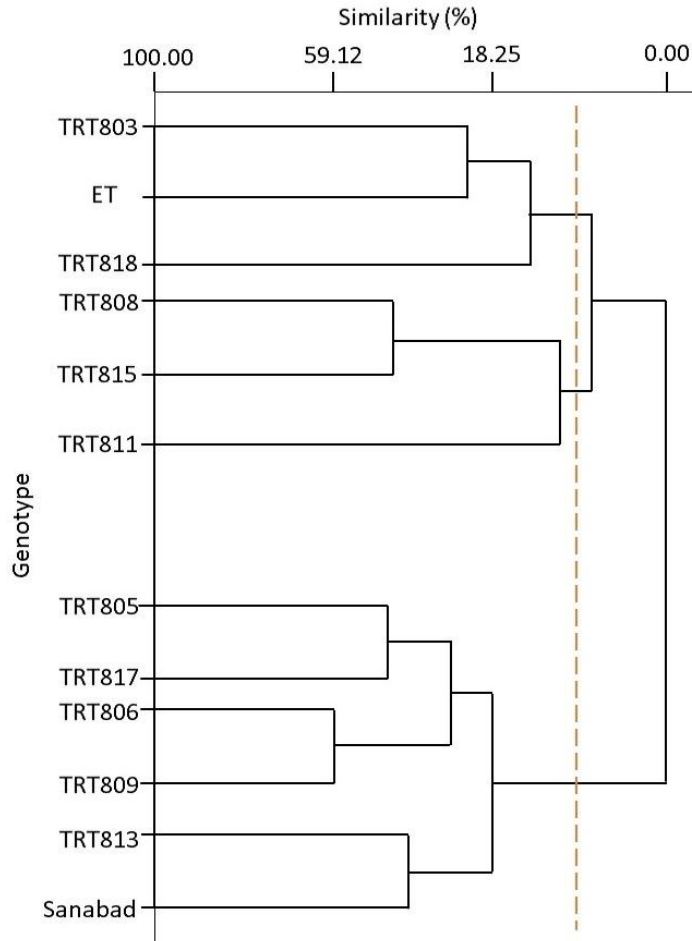 Similarity (%)
100.00 59.12 18.25 0.00
TRT803
ET
TRT818
TRT808
TRT815
TRT811
Genotype
TRT805
TRT817
TRT806
TRT809
TRT813
Sanabad